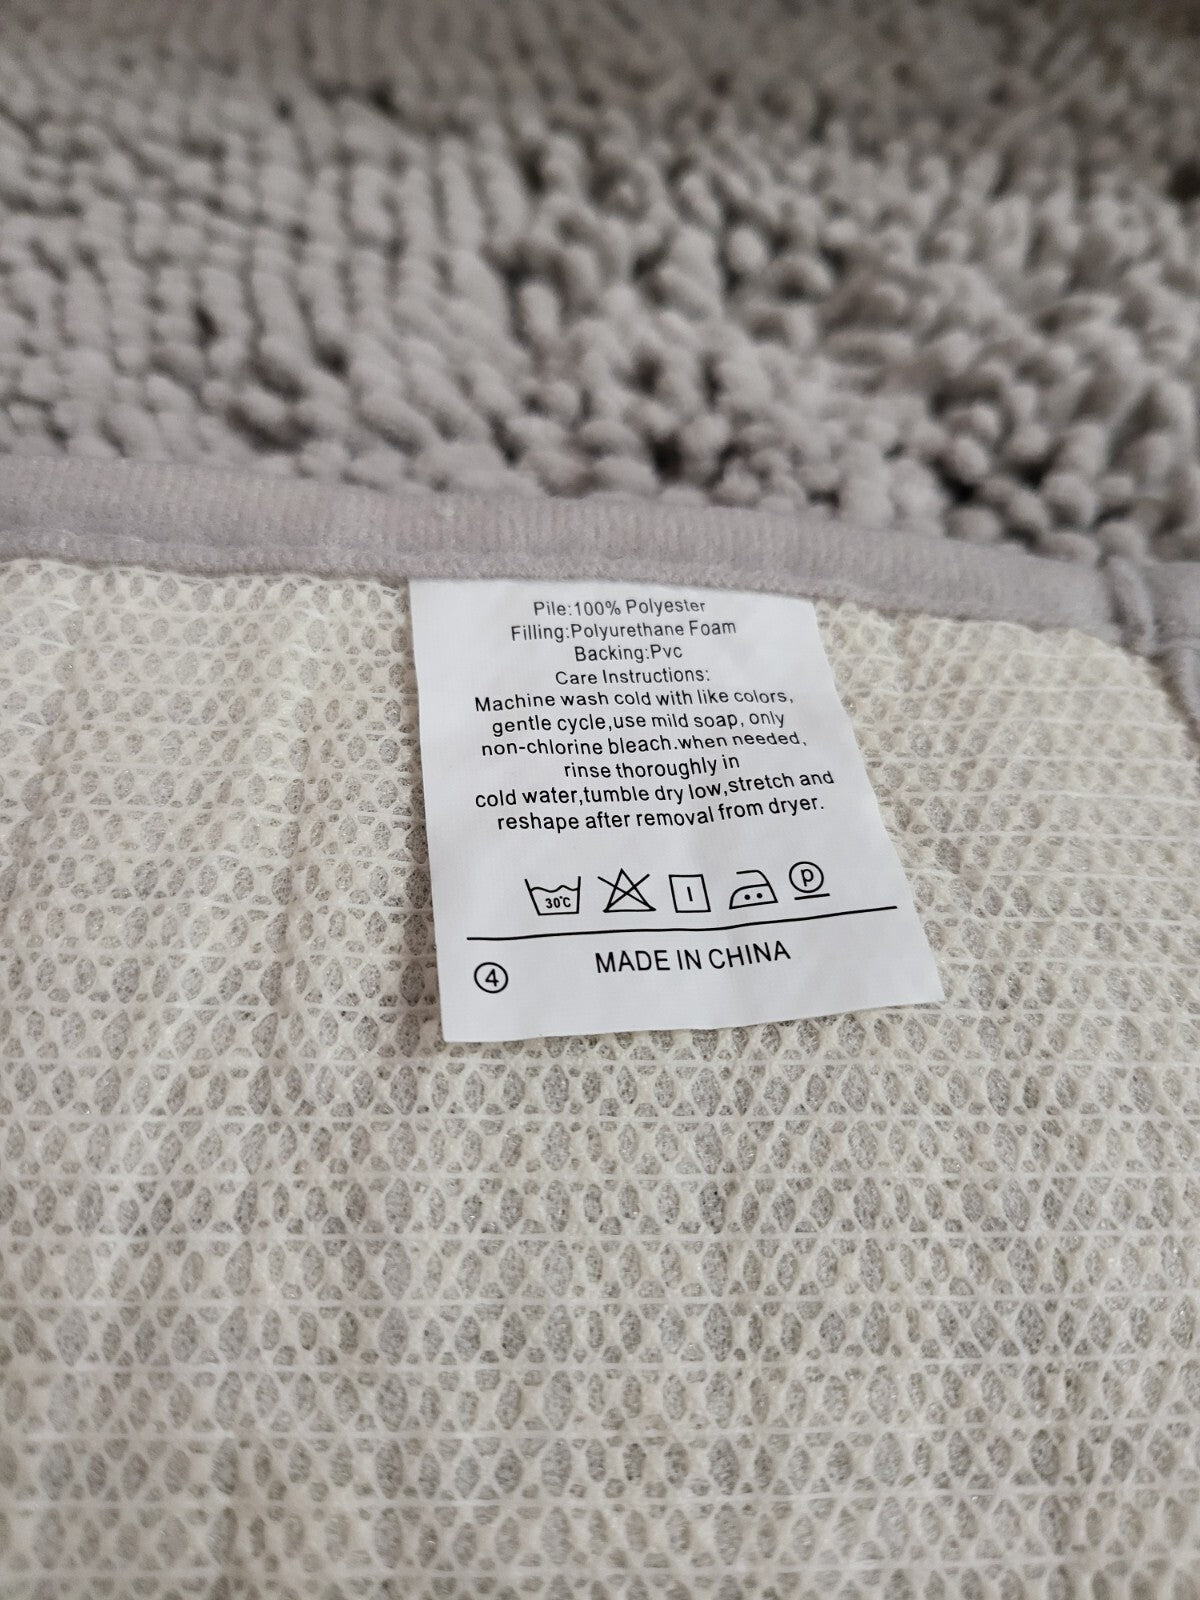 Pile:100% Polyester
Filling:Polyurethane Foam
Backing:Pvc
Care Instructions:
Machine wash cold with like colors,
gentle cycle,use mild soap, only
non-chlorine bleach.when needed,
rinse thoroughly in
cold water,tumble dry low,stretch and
reshape after removal from dryer.
30°C P
MADE IN CHINA
4